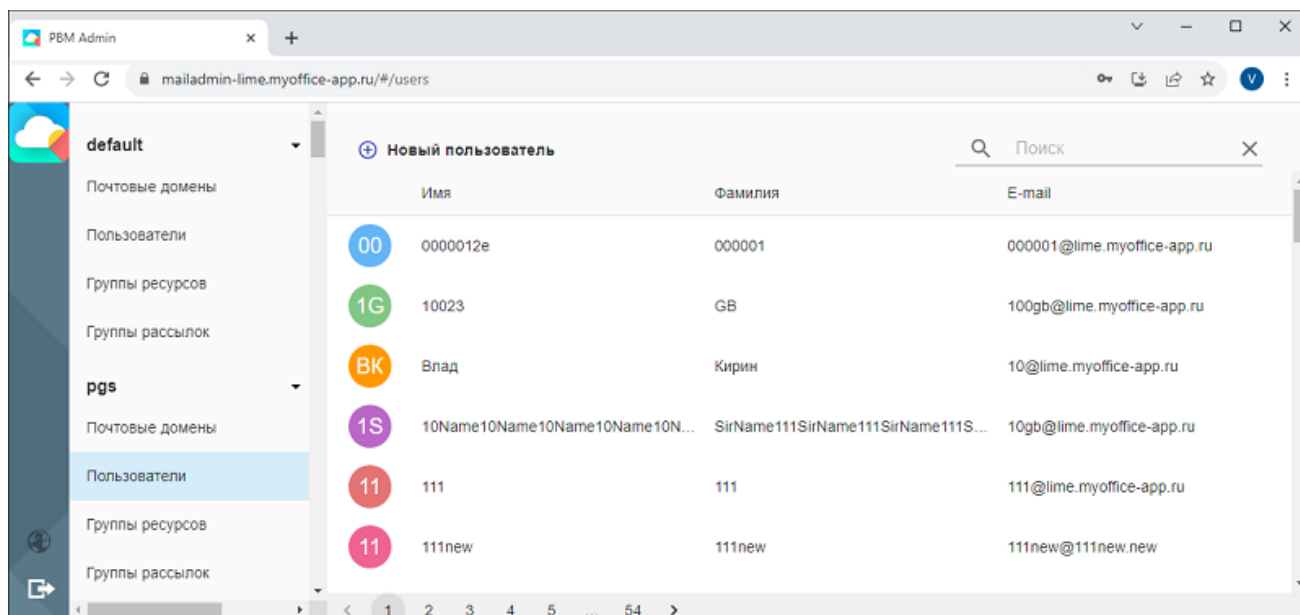 PBM Admin
mailadmin-lime.myoffice-app.ru/#/users
V
default
Почтовые домены
Пользователи
Группы ресурсов
Группы рассылок
pgs
Почтовые домены
Пользователи
Группы ресурсов
Группы рассылок
Новый пользователь
Поиск
Имя Фамилия E-mail
00 0000012e 000001 000001@lime.myoffice-app.ru
1G 10023 GB 100gb@lime.myoffice-app.ru
ВК Влад Кирин 10@lime.myoffice-app.ru
1S 10Name10Name10Name10Name10N... SirName111SirName111SirName111S... 10gb@lime.myoffice-app.ru
11 111 111 111@lime.myoffice-app.ru
11 111new 111new 111new@111new.new
1 2 3 4 5 ... 54